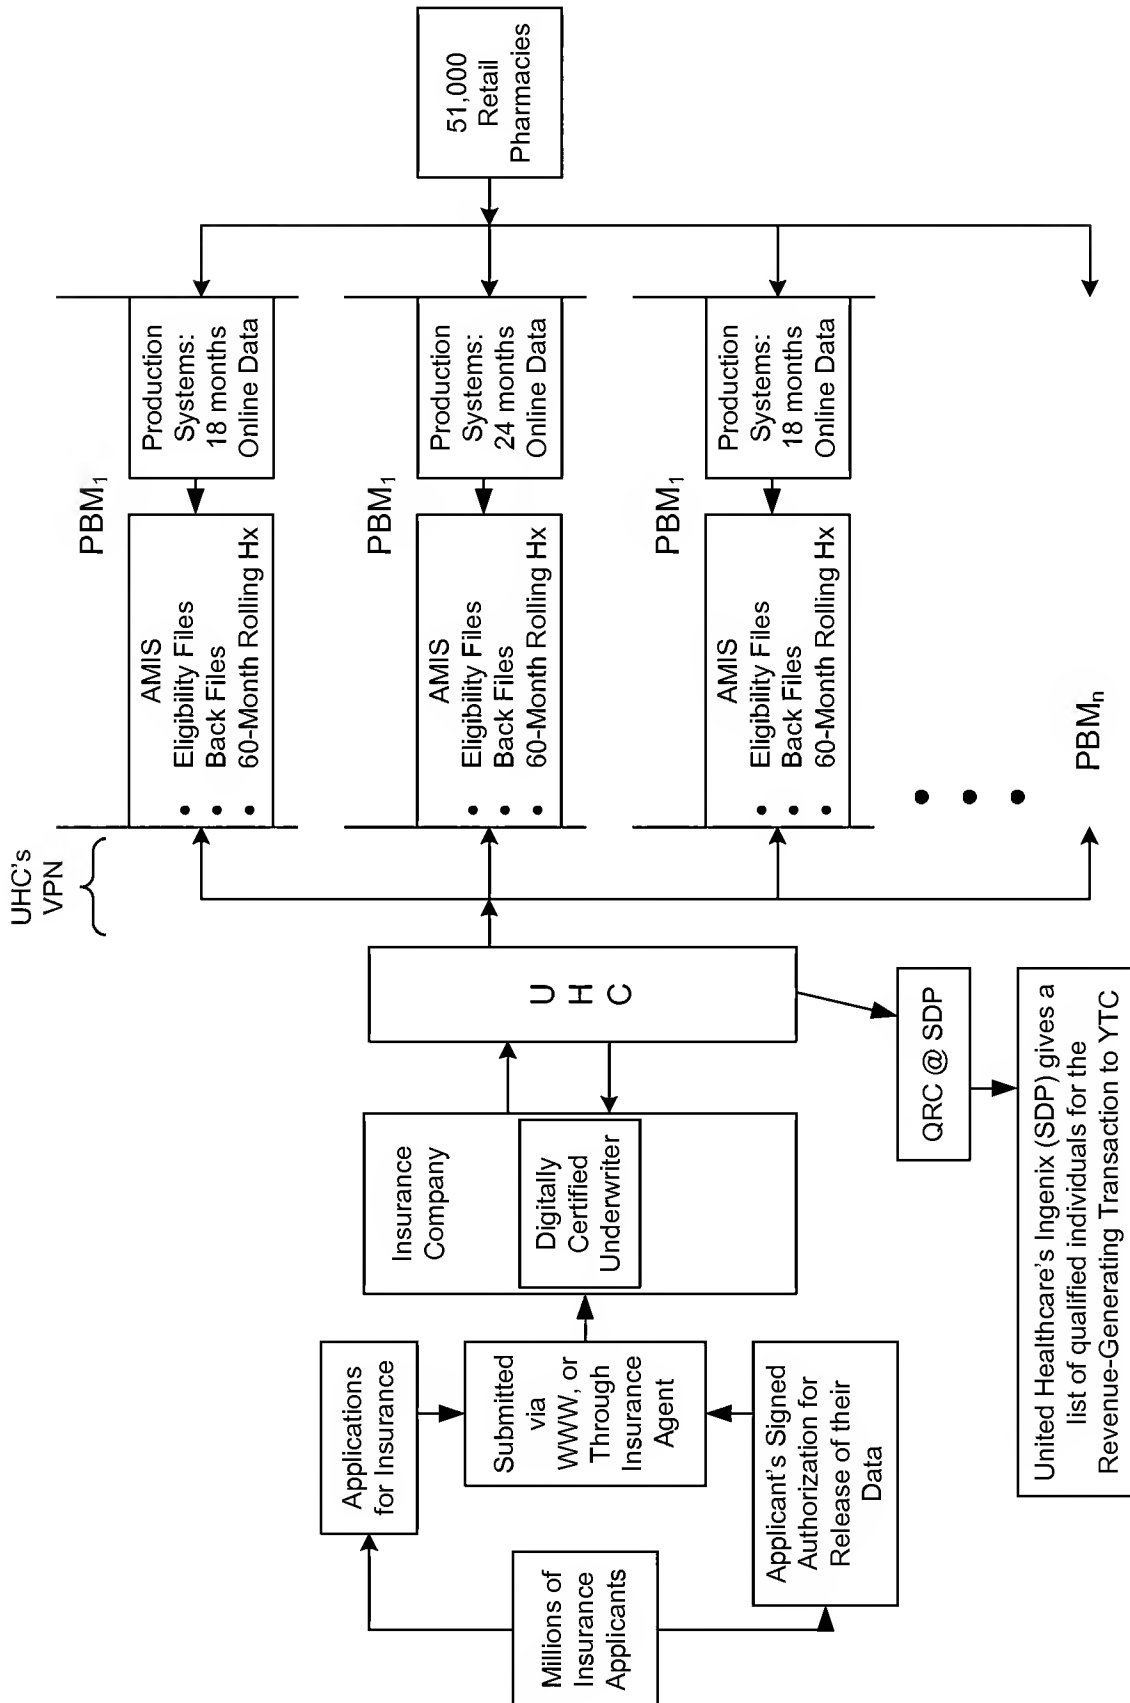 Millions of
Insurance
Applicants
Applications
for Insurance
Submitted
via
WWW, or
Through
Insurance
Agent
Applicant's Signed
Authorization for
Release of their
Data
Insurance
Company
Digitally
Certified
Underwriter
U
H
C
QRC @ SDP
United Healthcare's Ingenix (SDP) gives a
list of qualified individuals for the
Revenue-Generating Transaction to YTC
UHC's
VPN
PBM₁
AMIS
• Eligibility Files
• Back Files
• 60-Month Rolling Hx
Production
Systems:
18 months
Online Data
PBM₁
AMIS
• Eligibility Files
• Back Files
• 60-Month Rolling Hx
Production
Systems:
24 months
Online Data
PBM₁
AMIS
• Eligibility Files
• Back Files
• 60-Month Rolling Hx
Production
Systems:
18 months
Online Data
PBMₙ
51,000
Retail
Pharmacies